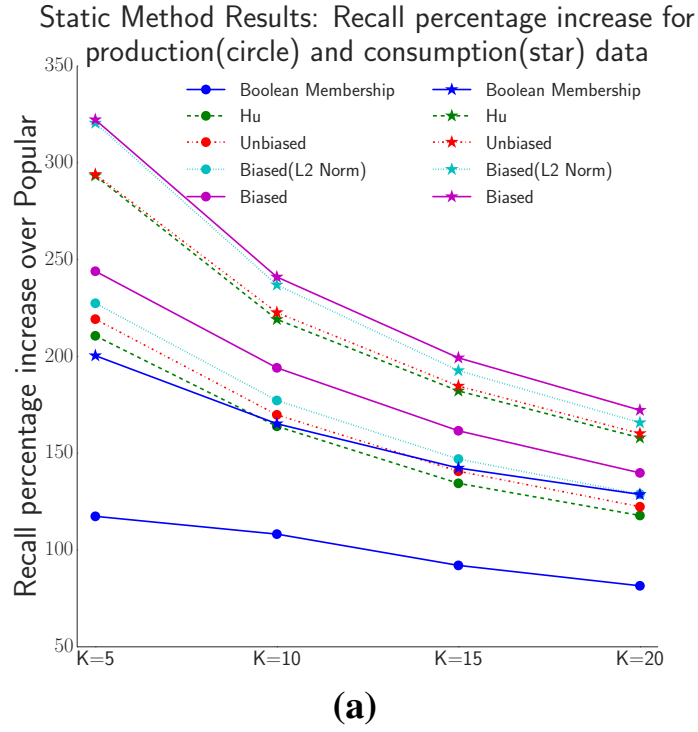 Static Method Results: Recall percentage increase for
production(circle) and consumption(star) data
Recall percentage increase over Popular
350
300
250
200
150
100
50
Boolean Membership
Hu
Unbiased
Biased(L2 Norm)
Biased
Boolean Membership
Hu
Unbiased
Biased(L2 Norm)
Biased
K=5
K=10
K=15
K=20
(a)